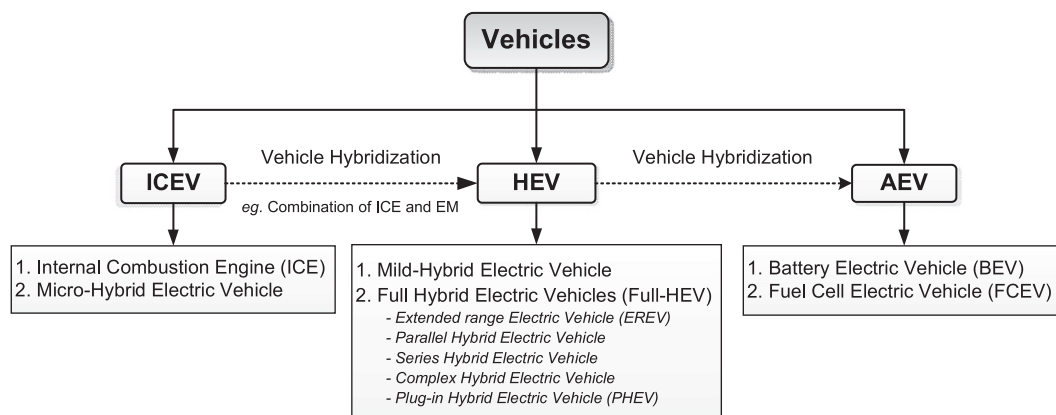 Vehicles
Vehicle Hybridization
Vehicle Hybridization
ICEV
HEV
AEV
eg. Combination of ICE and EM
1. Internal Combustion Engine (ICE)
2. Micro-Hybrid Electric Vehicle
1. Mild-Hybrid Electric Vehicle
2. Full Hybrid Electric Vehicles (Full-HEV)
- Extended range Electric Vehicle (EREV)
- Parallel Hybrid Electric Vehicle
- Series Hybrid Electric Vehicle
- Complex Hybrid Electric Vehicle
- Plug-in Hybrid Electric Vehicle (PHEV)
1. Battery Electric Vehicle (BEV)
2. Fuel Cell Electric Vehicle (FCEV)